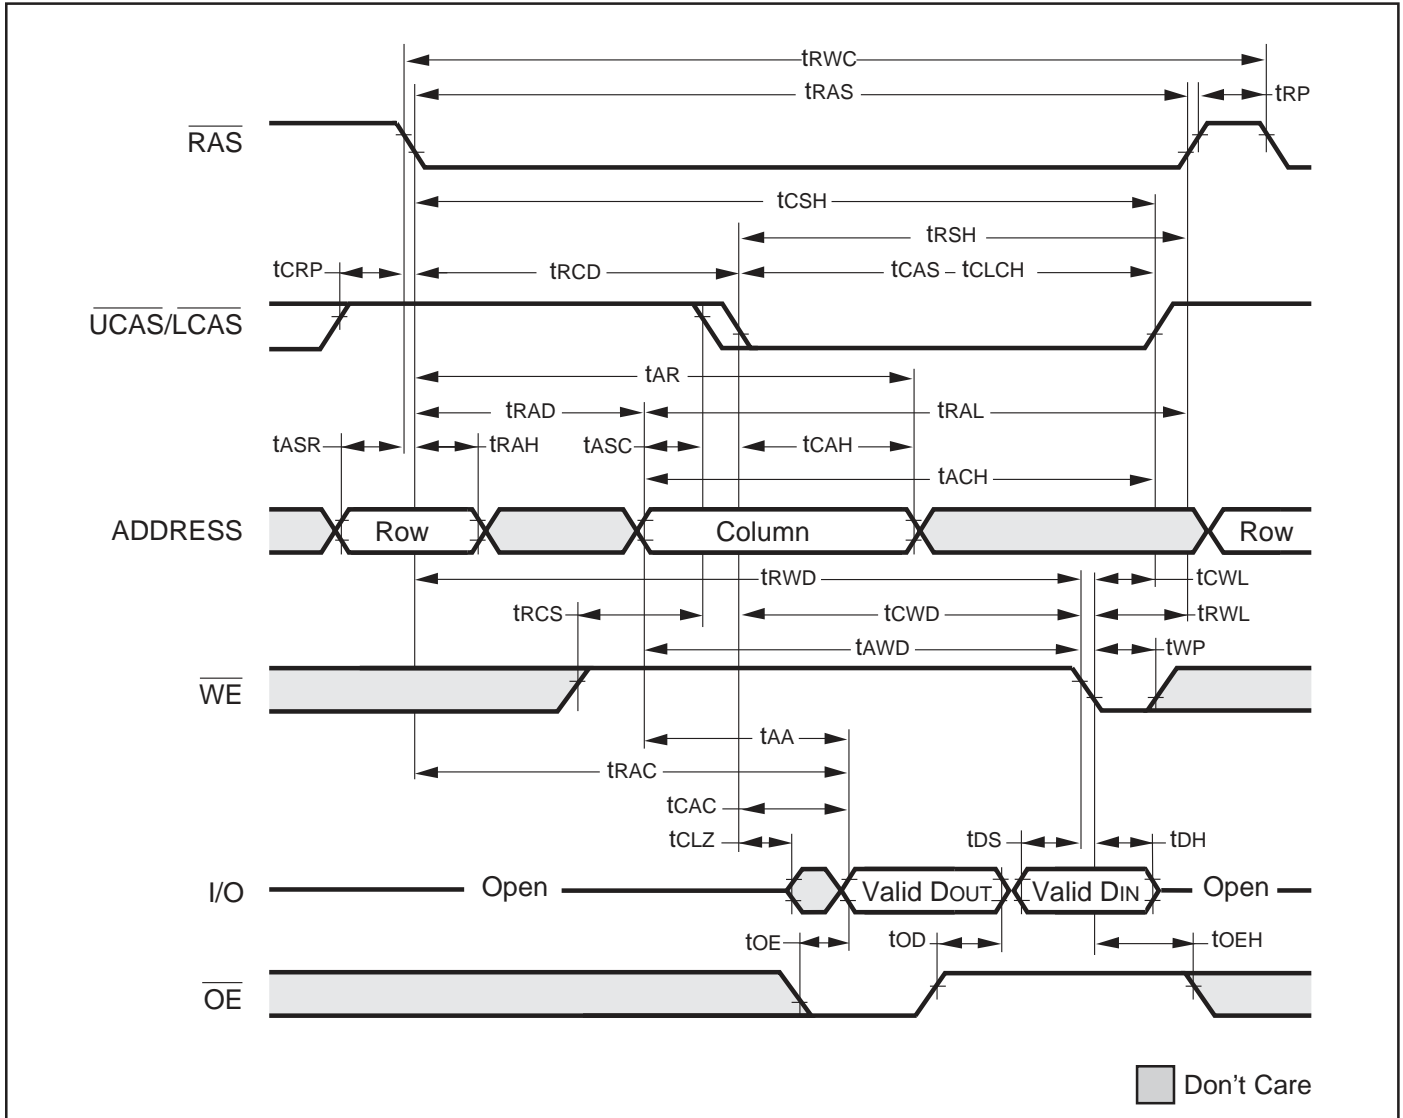 tRWC
tRAS
tRP
RAS
tCSH
tRSH
tCRP
tRCD
tCAS – tCLCH
UCAS/LCAS
tAR
tRAD
tRAL
tASR
tRAH
tASC
tCAH
tACH
ADDRESS
Row
Column
Row
tRWD
tCWL
tRCS
tCWD
tRWL
tAWD
tWP
WE
tAA
tRAC
tCAC
tCLZ
tDS
tDH
I/O
Open
Valid DOUT
Valid DIN
Open
tOE
tOD
tOEH
OE
Don't Care